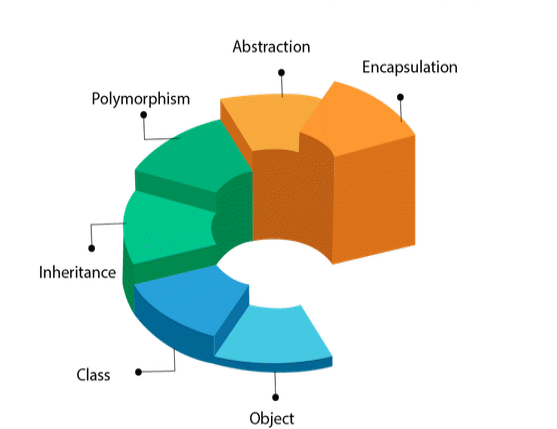 Abstraction
Encapsulation
Polymorphism
Inheritance
Class
Object